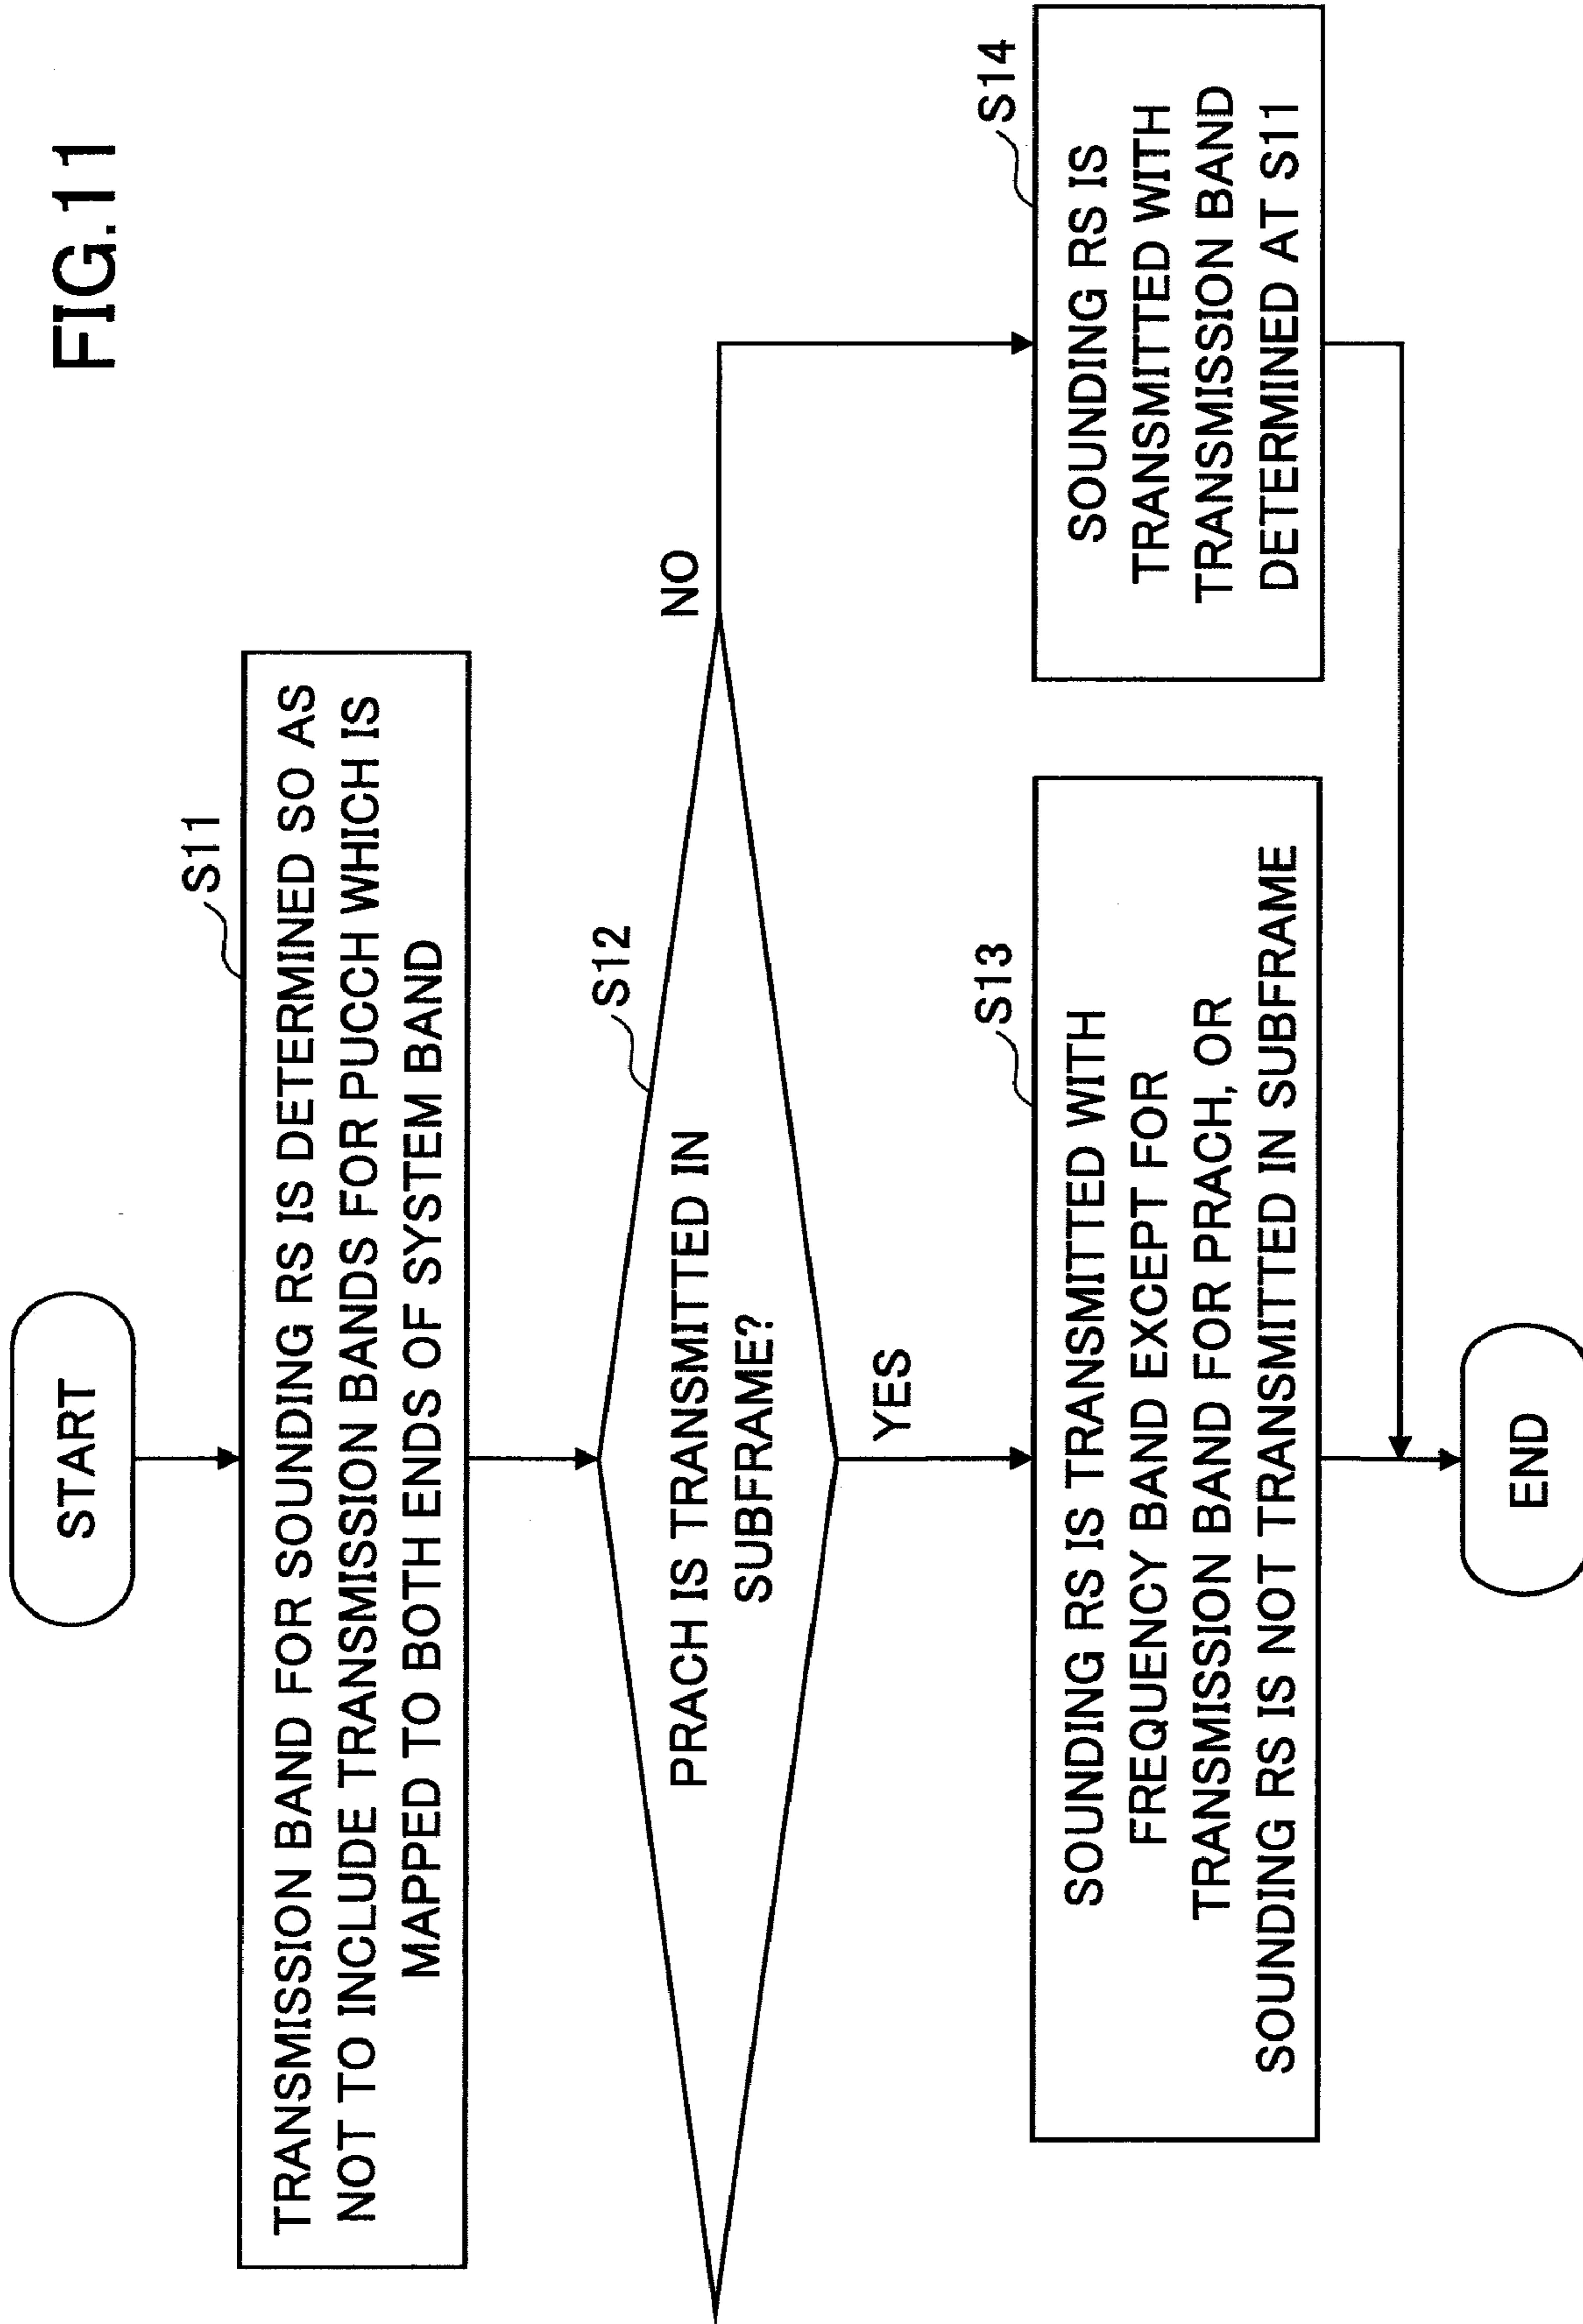 FIG.11
START
S11
TRANSMISSION BAND FOR SOUNDING RS IS DETERMINED SO AS
NOT TO INCLUDE TRANSMISSION BANDS FOR PUCCH WHICH IS
MAPPED TO BOTH ENDS OF SYSTEM BAND
S12
PRACH IS TRANSMITTED IN
SUBFRAME?
NO
YES
S13
SOUNDING RS IS TRANSMITTED WITH
FREQUENCY BAND EXCEPT FOR
TRANSMISSION BAND FOR PRACH, OR
SOUNDING RS IS NOT TRANSMITTED IN SUBFRAME
S14
SOUNDING RS IS
TRANSMITTED WITH
TRANSMISSION BAND
DETERMINED AT S11
END